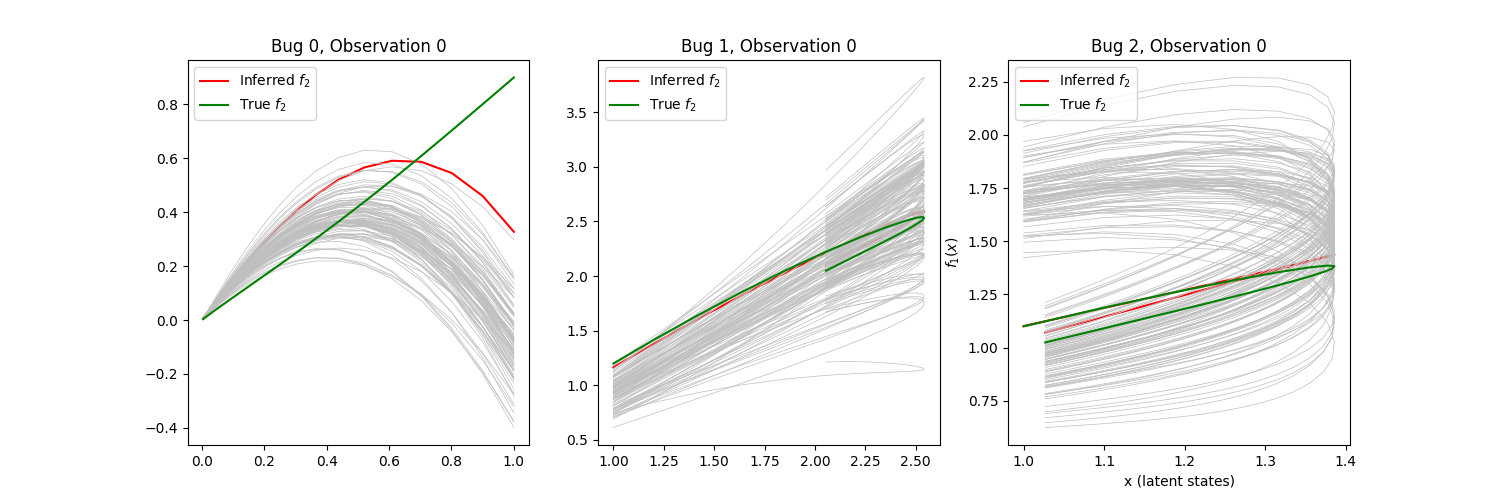 Bug 0, Observation 0
Inferred f₂
True f₂
0.8
0.6
0.4
0.2
0.0
−0.2
−0.4
0.0 0.2 0.4 0.6 0.8 1.0
Bug 1, Observation 0
Inferred f₂
True f₂
3.5
3.0
2.5
2.0
1.5
1.0
0.5
1.00 1.25 1.50 1.75 2.00 2.25 2.50
Bug 2, Observation 0
Inferred f₂
True f₂
f₁(x)
2.25
2.00
1.75
1.50
1.25
1.00
0.75
1.0 1.1 1.2 1.3 1.4
x (latent states)